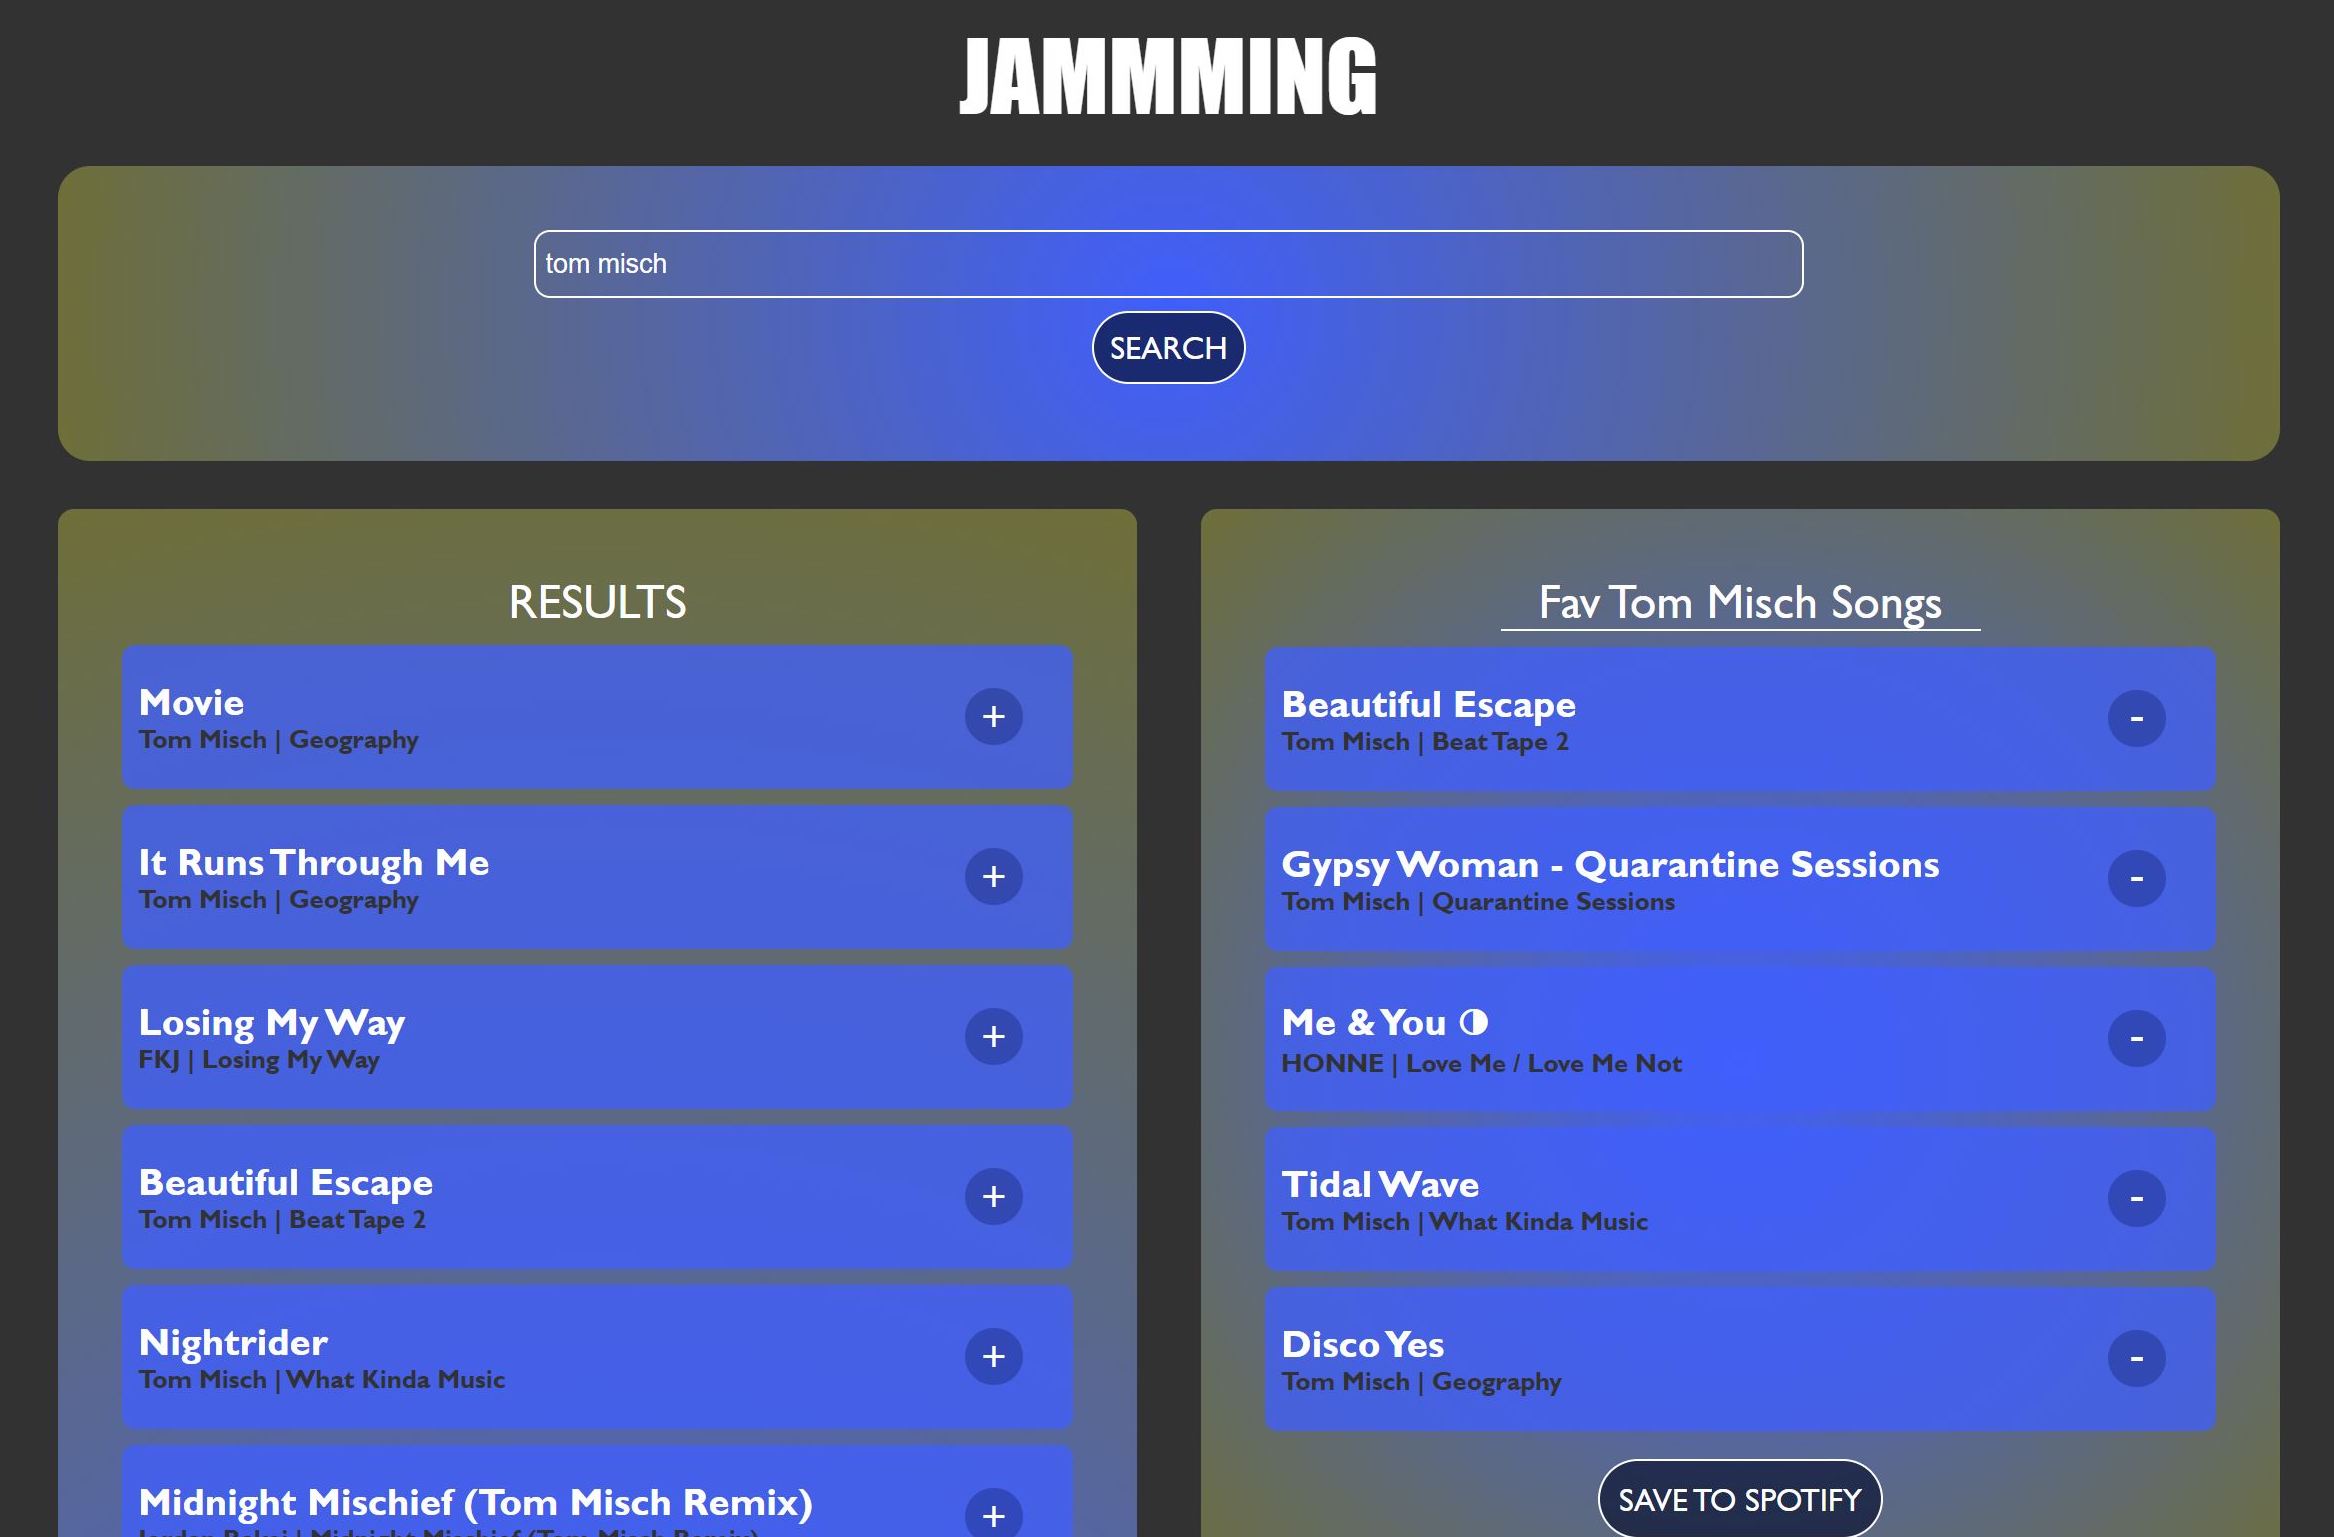 JAMMMING
tom misch
SEARCH
RESULTS
Movie
Tom Misch | Geography
+
It Runs Through Me
Tom Misch | Geography
+
Losing My Way
FKJ | Losing My Way
+
Beautiful Escape
Tom Misch | Beat Tape 2
+
Nightrider
Tom Misch | What Kinda Music
+
Midnight Mischief (Tom Misch Remix)
+
Fav Tom Misch Songs
Beautiful Escape
Tom Misch | Beat Tape 2
-
Gypsy Woman - Quarantine Sessions
Tom Misch | Quarantine Sessions
-
Me & You ◑
HONNE | Love Me / Love Me Not
-
Tidal Wave
Tom Misch | What Kinda Music
-
Disco Yes
Tom Misch | Geography
-
SAVE TO SPOTIFY